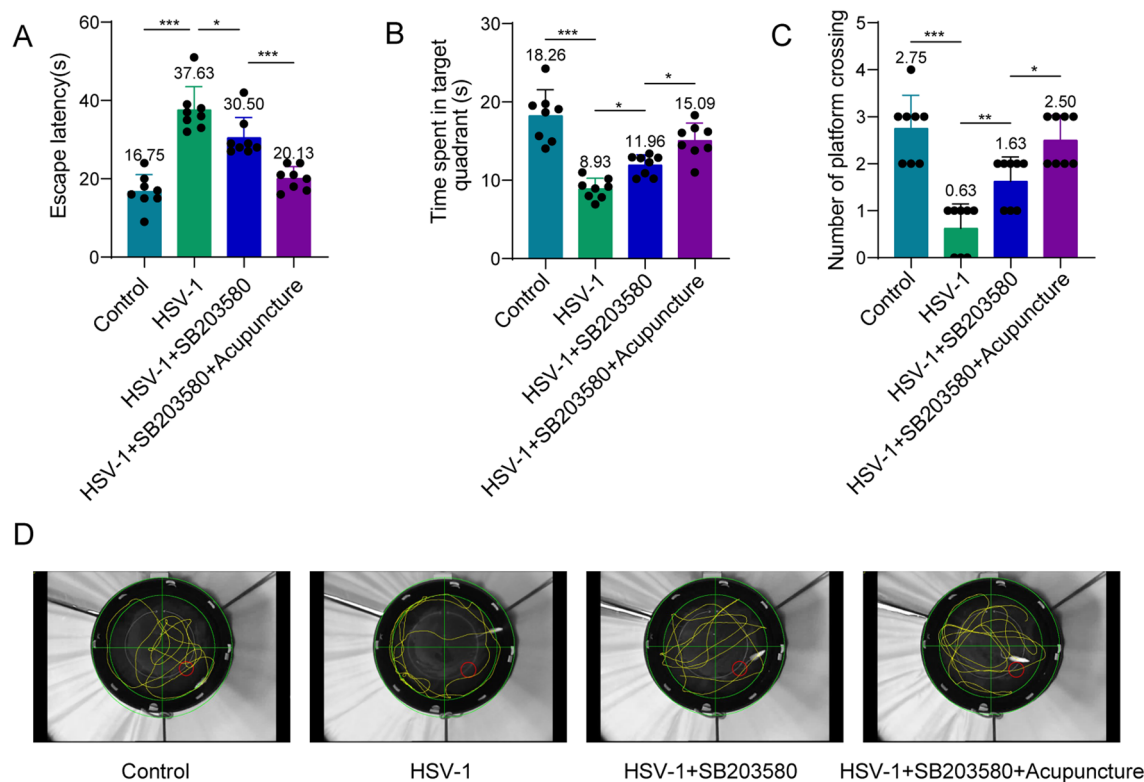 A
Escape latency(s)
60
40
20
0
***
*
***
16.75
37.63
30.50
20.13
Control
HSV-1
HSV-1+SB203580
HSV-1+SB203580+Acupuncture
B
Time spent in target
quadrant (s)
30
20
10
0
***
*
*
18.26
8.93
11.96
15.09
Control
HSV-1
HSV-1+SB203580
HSV-1+SB203580+Acupuncture
C
Number of platform crossing
5
4
3
2
1
0
***
**
*
2.75
0.63
1.63
2.50
Control
HSV-1
HSV-1+SB203580
HSV-1+SB203580+Acupuncture
D
Control
HSV-1
HSV-1+SB203580
HSV-1+SB203580+Acupuncture